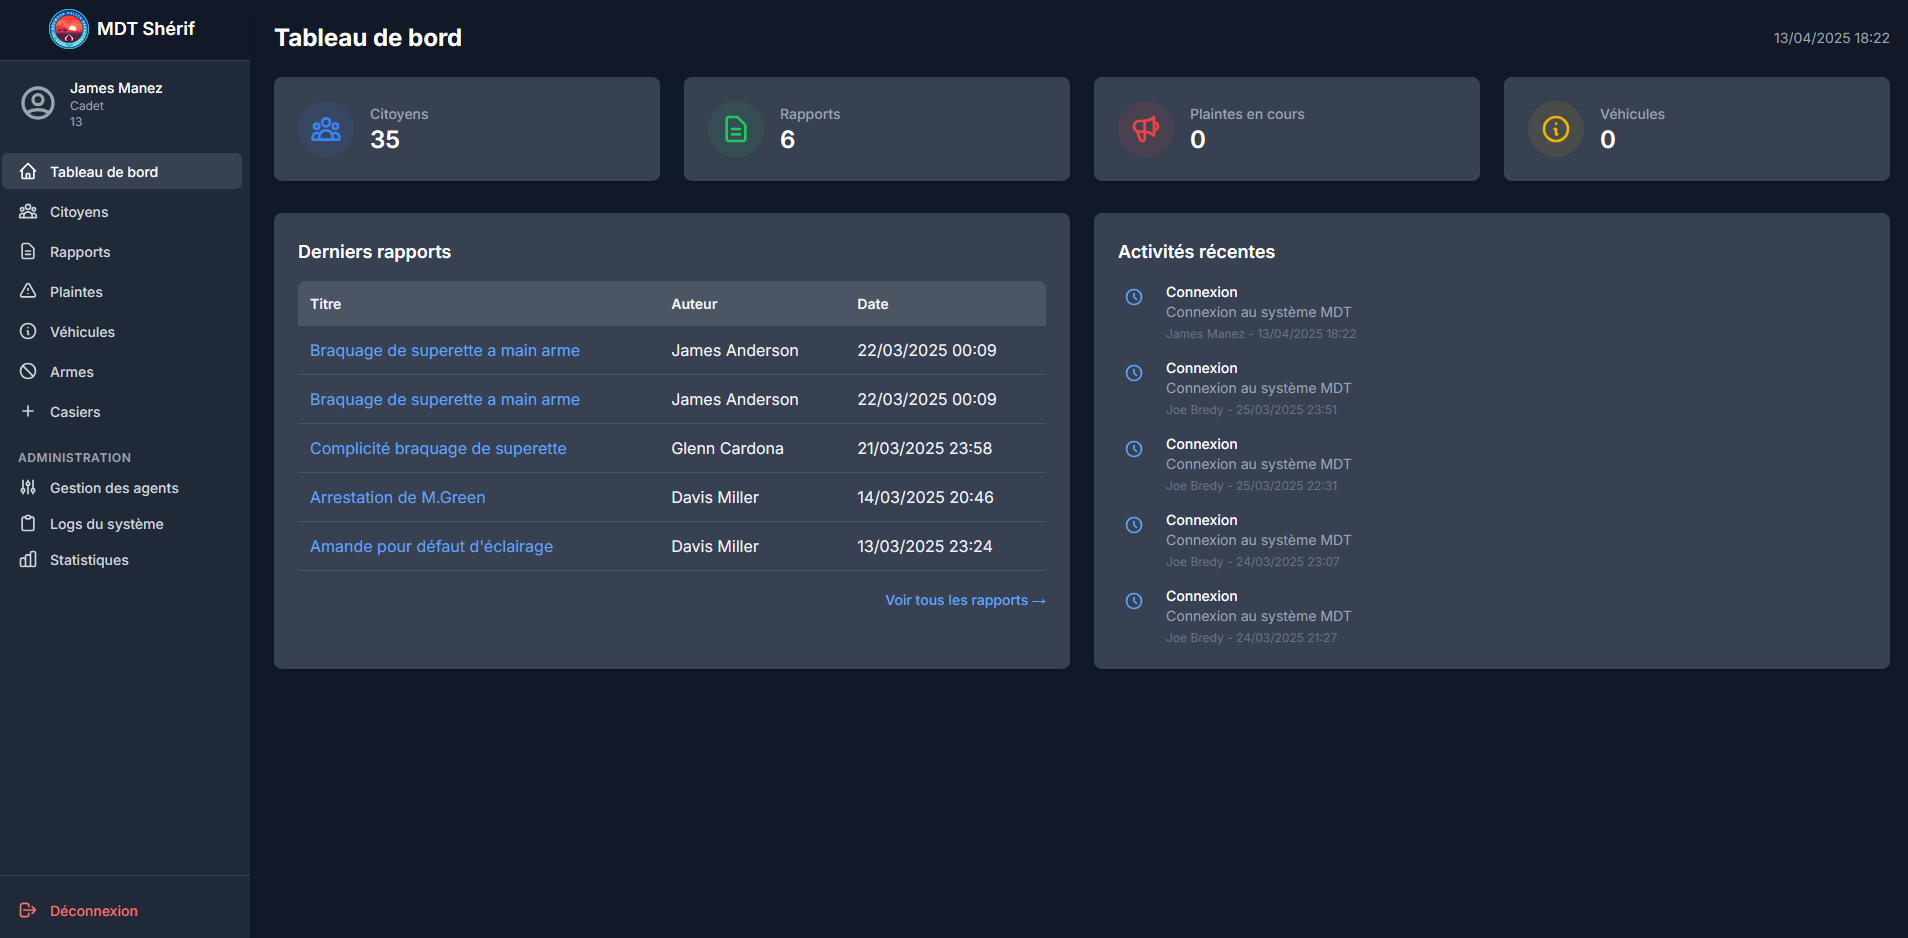 MDT Shérif
James Manez
Cadet
13
Tableau de bord
Citoyens
Rapports
Plaintes
Véhicules
Armes
Casiers
ADMINISTRATION
Gestion des agents
Logs du système
Statistiques
Déconnexion
Tableau de bord
13/04/2025 18:22
Citoyens
35
Rapports
6
Plaintes en cours
0
Véhicules
0
Derniers rapports
Titre Auteur Date
Braquage de superette a main arme James Anderson 22/03/2025 00:09
Braquage de superette a main arme James Anderson 22/03/2025 00:09
Complicité braquage de superette Glenn Cardona 21/03/2025 23:58
Arrestation de M.Green Davis Miller 14/03/2025 20:46
Amande pour défaut d'éclairage Davis Miller 13/03/2025 23:24
Voir tous les rapports →
Activités récentes
Connexion
Connexion au système MDT
James Manez - 13/04/2025 18:22
Connexion
Connexion au système MDT
Joe Bredy - 25/03/2025 23:51
Connexion
Connexion au système MDT
Joe Bredy - 25/03/2025 22:31
Connexion
Connexion au système MDT
Joe Bredy - 24/03/2025 23:07
Connexion
Connexion au système MDT
Joe Bredy - 24/03/2025 21:27